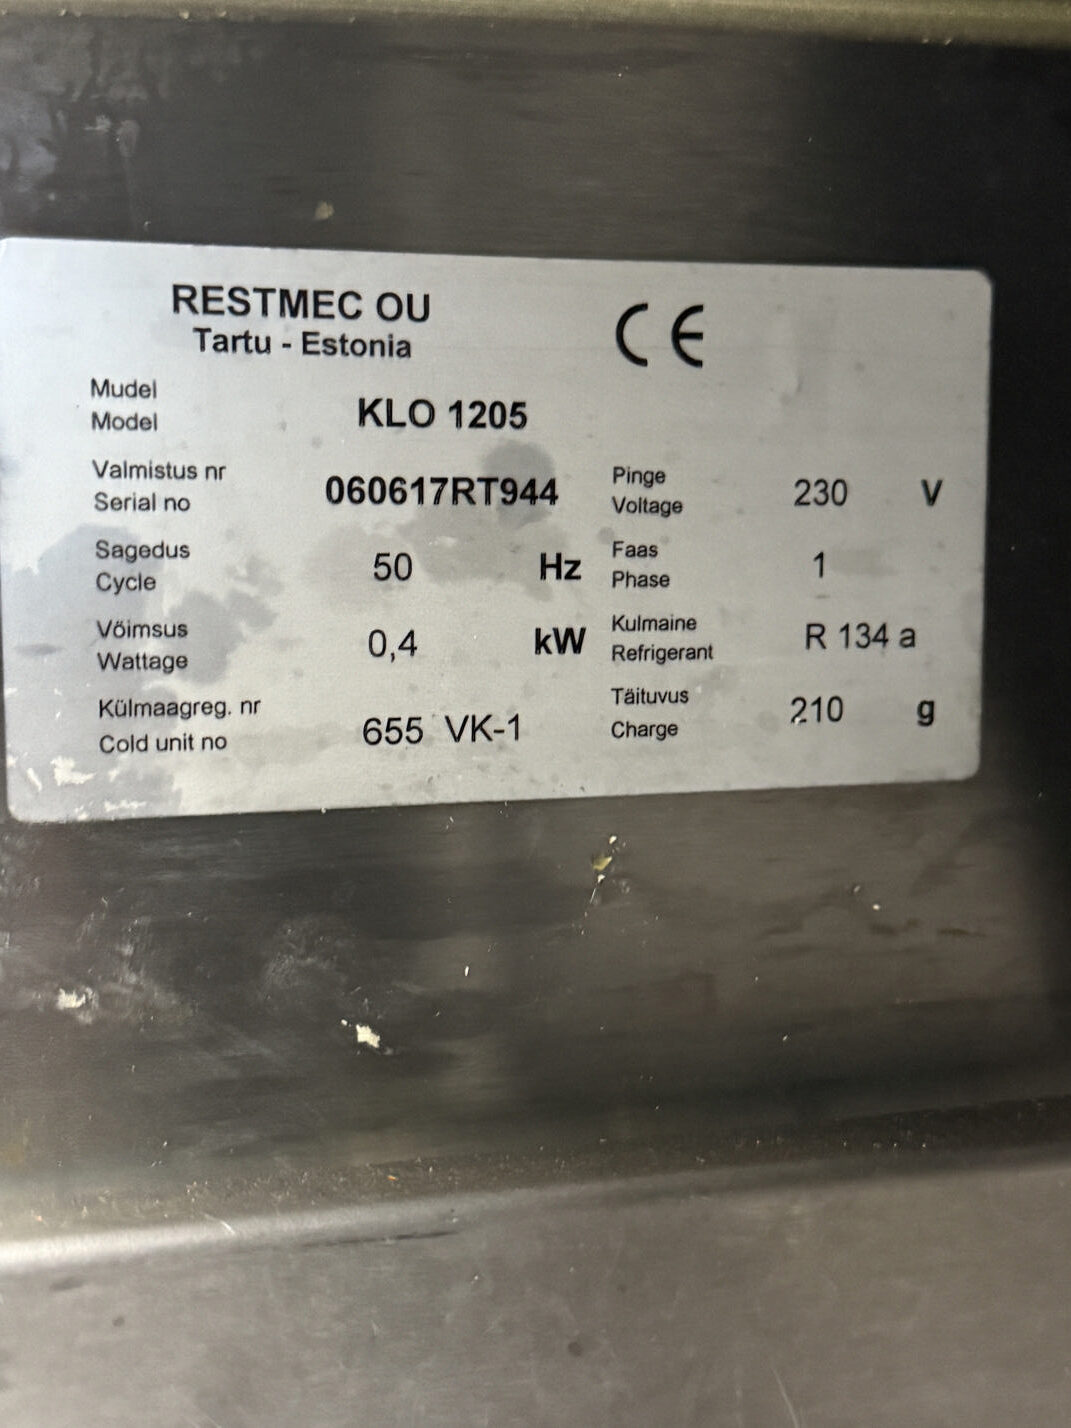 RESTMEC OU
Tartu - Estonia
CE
Mudel
Model
KLO 1205
Valmistus nr
Serial no
060617RT944
Pinge
Voltage
230 V
Sagedus
Cycle
50 Hz
Faas
Phase
1
Võimsus
Wattage
0,4 kW
Kulmaine
Refrigerant
R 134 a
Külmaagreg. nr
Cold unit no
655 VK-1
Täituvus
Charge
210 g